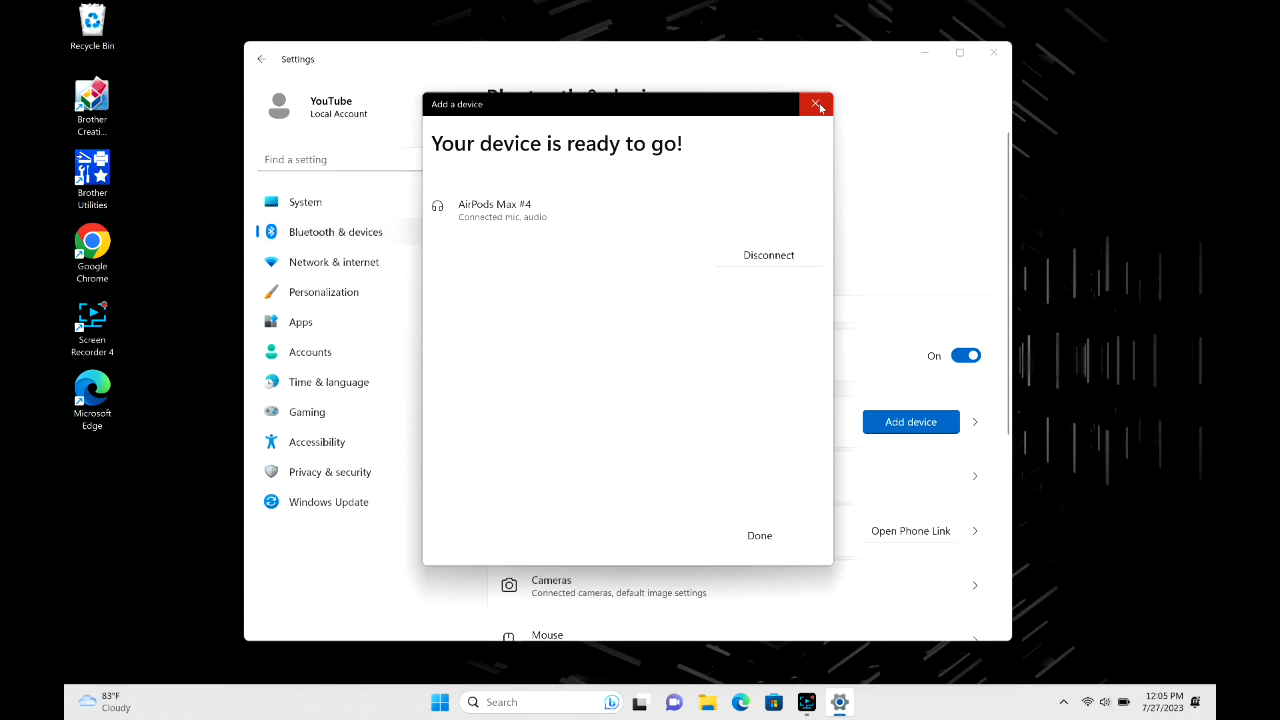 Recycle Bin
Brother
Creati...
Brother
Utilities
Google
Chrome
Screen
Recorder 4
Microsoft
Edge
Settings
YouTube
Local Account
Find a setting
System
Bluetooth & devices
Network & internet
Personalization
Apps
Accounts
Time & language
Gaming
Accessibility
Privacy & security
Windows Update
Add a device
Your device is ready to go!
AirPods Max #4
Connected mic, audio
Disconnect
Done
On
Add device
Open Phone Link
Cameras
Connected cameras, default image settings
Mouse
83°F
Cloudy
Search
12:05 PM
7/27/2023